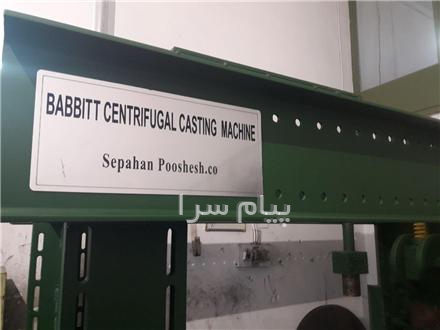 BABBITT CENTRIFUGAL CASTING MACHINE
Sepahan Pooshesh.co
پیام سرا